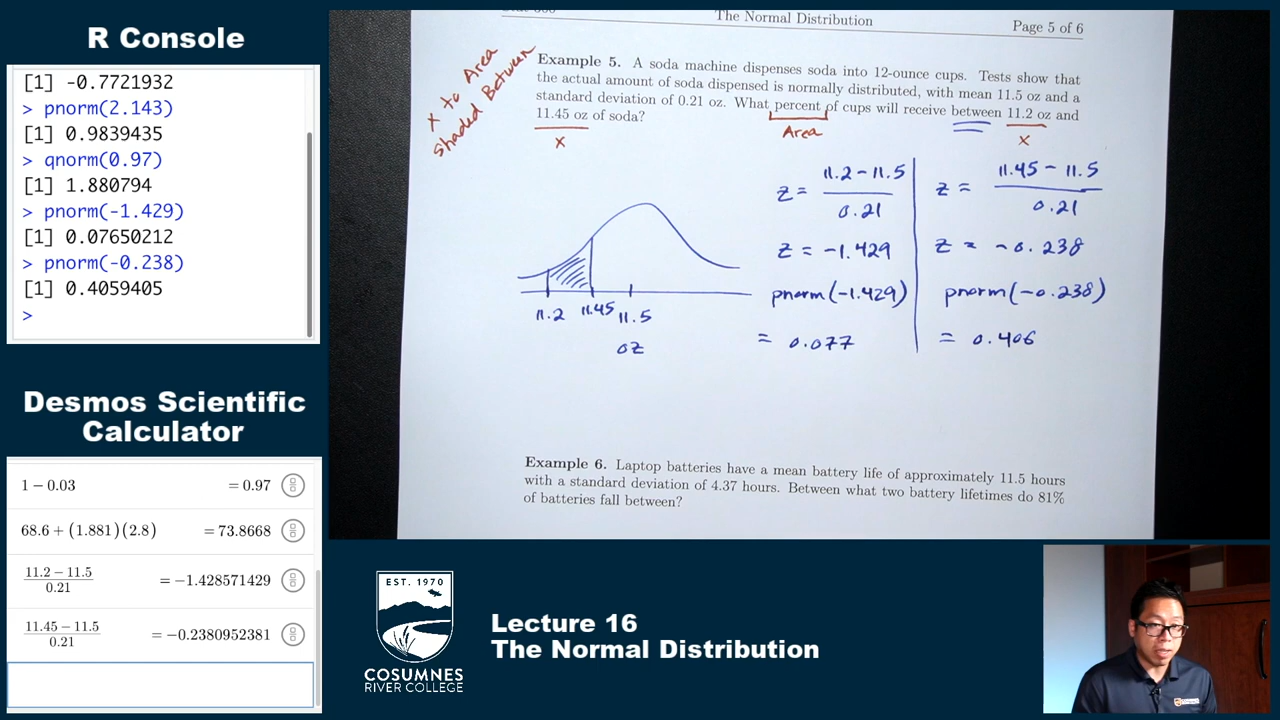 R Console
[1] -0.7721932
> pnorm(2.143)
[1] 0.9839435
> qnorm(0.97)
[1] 1.880794
> pnorm(-1.429)
[1] 0.07650212
> pnorm(-0.238)
[1] 0.4059405
>
Desmos Scientific
Calculator
1 − 0.03 = 0.97
68.6 + (1.881)(2.8) = 73.8668
11.2 − 11.5
0.21
= −1.428571429
11.45 − 11.5
0.21
= −0.2380952381
The Normal Distribution
Page 5 of 6
x to Area
shaded Between
Example 5. A soda machine dispenses soda into 12-ounce cups. Tests show that
the actual amount of soda dispensed is normally distributed, with mean 11.5 oz and a
standard deviation of 0.21 oz. What percent of cups will receive between 11.2 oz and
11.45 oz of soda?
x
Area
x
11.2 11.45 11.5
oz
z = 11.2 − 11.5
0.21
z = −1.429
pnorm(−1.429)
= 0.077
z = 11.45 − 11.5
0.21
z = −0.238
pnorm(−0.238)
= 0.406
Example 6. Laptop batteries have a mean battery life of approximately 11.5 hours
with a standard deviation of 4.37 hours. Between what two battery lifetimes do 81%
of batteries fall between?
EST. 1970
COSUMNES
RIVER COLLEGE
Lecture 16
The Normal Distribution